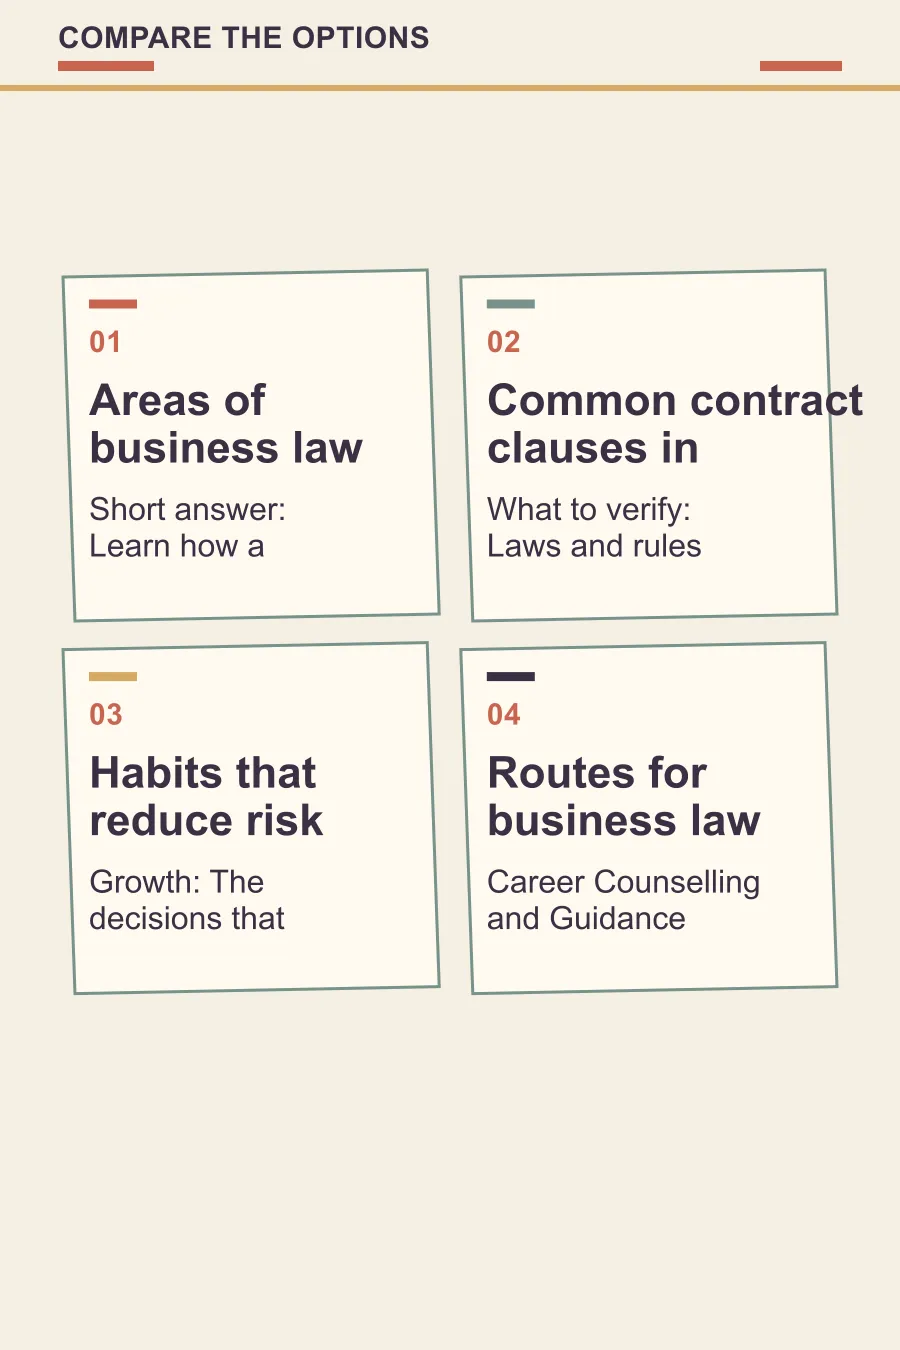 COMPARE THE OPTIONS
01
Areas of
business law
Short answer:
Learn how a
02
Common contract
clauses in
What to verify:
Laws and rules
03
Habits that
reduce risk
Growth: The
decisions that
04
Routes for
business law
Career Counselling
and Guidance